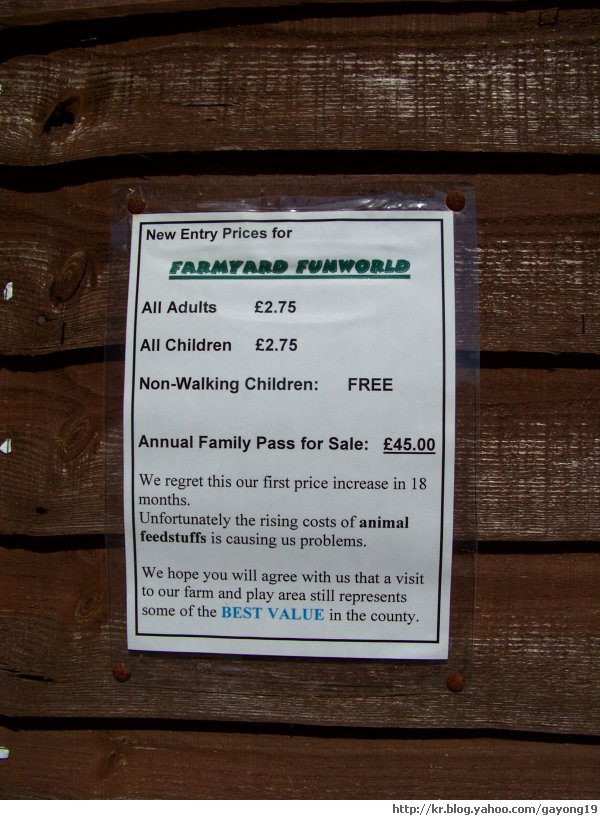 New Entry Prices for
FARMYARD FUNWORLD
All Adults £2.75
All Children £2.75
Non-Walking Children: FREE
Annual Family Pass for Sale: £45.00
We regret this our first price increase in 18
months.
Unfortunately the rising costs of animal
feedstuffs is causing us problems.
We hope you will agree with us that a visit
to our farm and play area still represents
some of the BEST VALUE in the county.
http://kr.blog.yahoo.com/gayong19